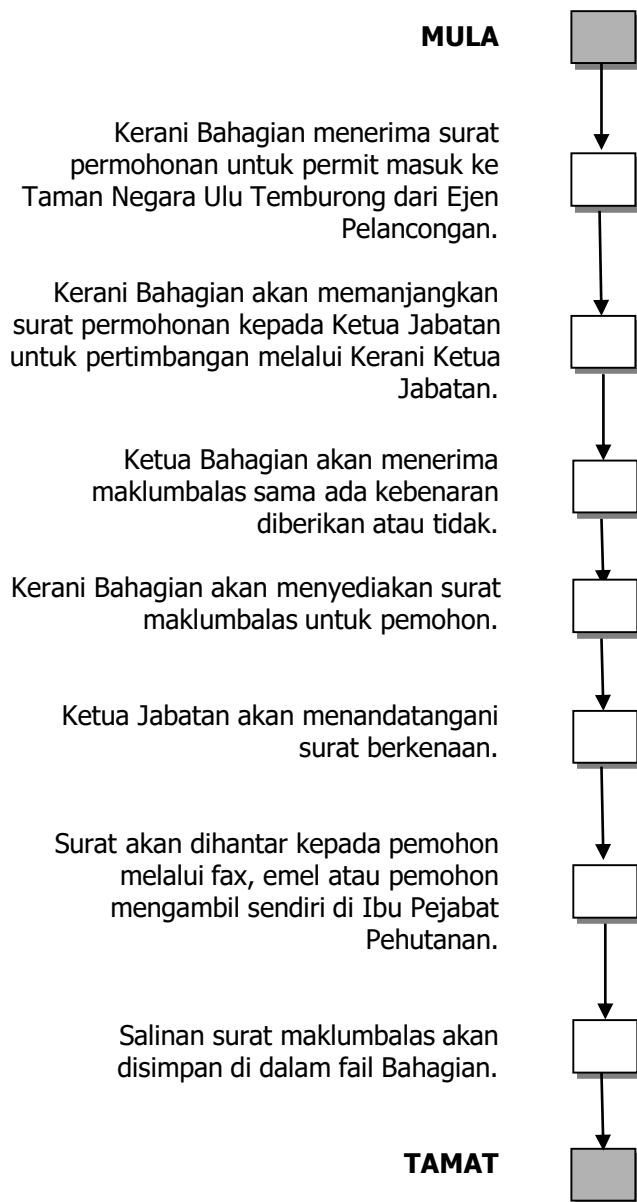 MULA
Kerani Bahagian menerima surat
permohonan untuk permit masuk ke
Taman Negara Ulu Temburong dari Ejen
Pelancongan.
Kerani Bahagian akan memanjangkan
surat permohonan kepada Ketua Jabatan
untuk pertimbangan melalui Kerani Ketua
Jabatan.
Ketua Bahagian akan menerima
maklumbalas sama ada kebenaran
diberikan atau tidak.
Kerani Bahagian akan menyediakan surat
maklumbalas untuk pemohon.
Ketua Jabatan akan menandatangani
surat berkenaan.
Surat akan dihantar kepada pemohon
melalui fax, emel atau pemohon
mengambil sendiri di Ibu Pejabat
Pehutanan.
Salinan surat maklumbalas akan
disimpan di dalam fail Bahagian.
TAMAT